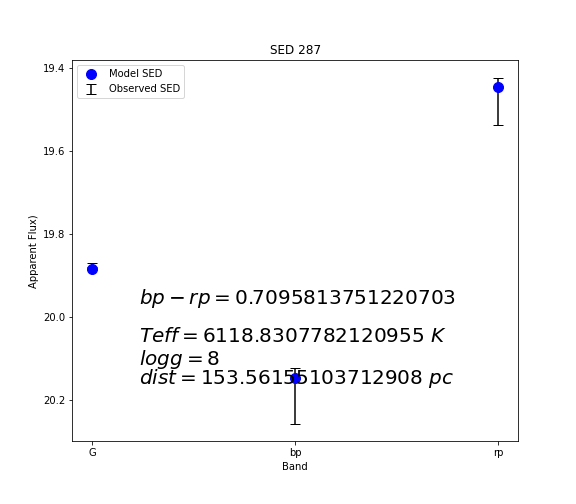 SED 287
Model SED
Observed SED
19.4
19.6
19.8
20.0
20.2
Apparent Flux)
bp − rp = 0.7095813751220703
Teff = 6118.8307782120955 K
logg = 8
dist = 153.56155103712908 pc
G
bp
rp
Band